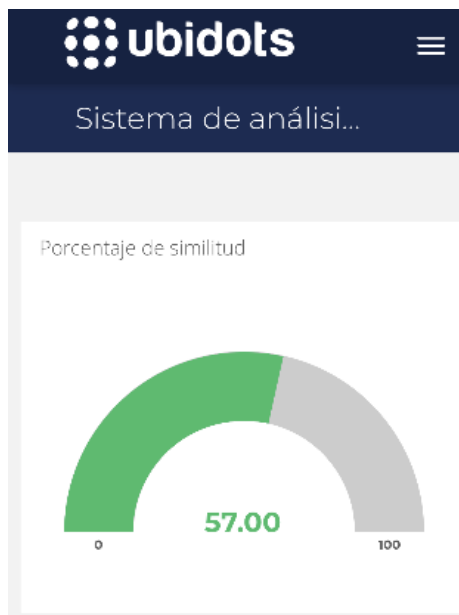 ubidots
Sistema de análisi...
Porcentaje de similitud
57.00
0
100